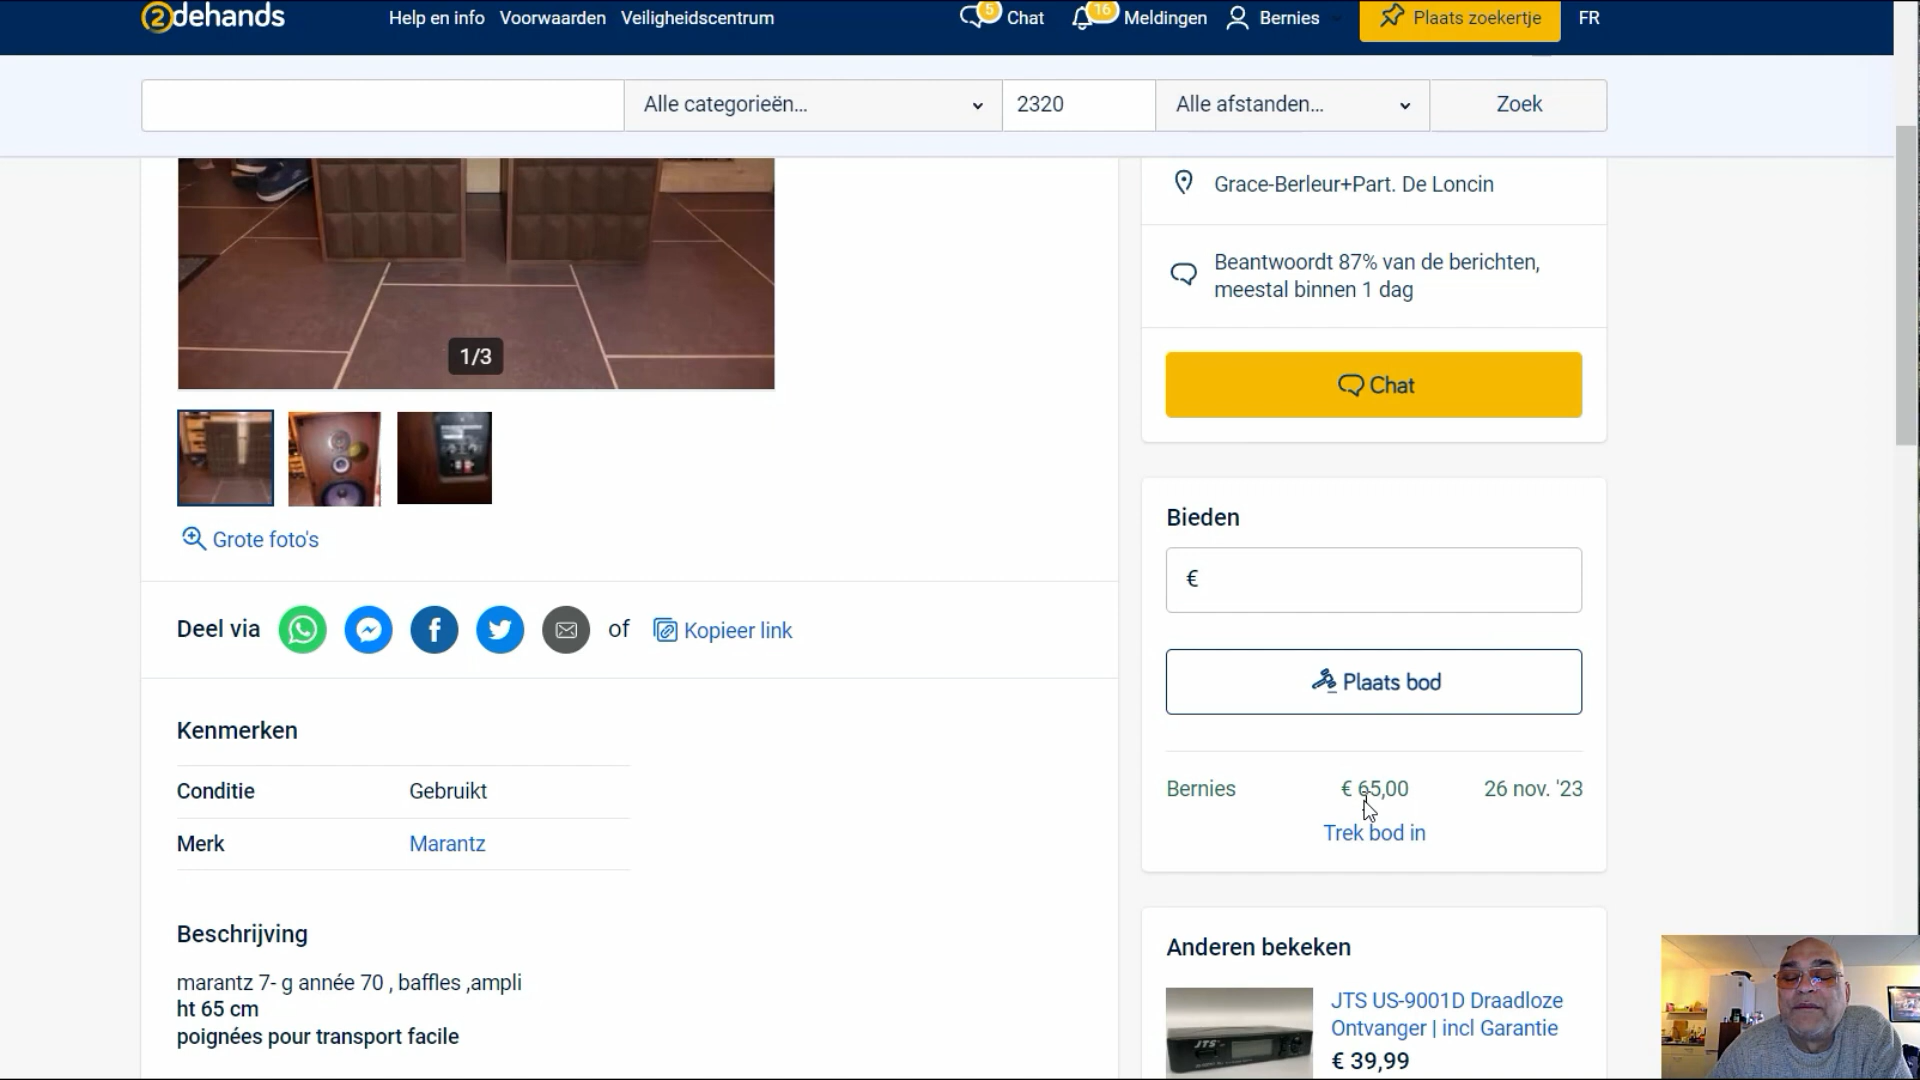 2dehands
Help en info Voorwaarden Veiligheidscentrum
5 Chat 16 Meldingen Bernies Plaats zoekertje FR
Alle categorieën... 2320 Alle afstanden... Zoek
1/3
Grote foto's
Deel via of Kopieer link
Kenmerken
Conditie Gebruikt
Merk Marantz
Beschrijving
marantz 7- g année 70 , baffles ,ampli
ht 65 cm
poignées pour transport facile
Grace-Berleur+Part. De Loncin
Beantwoordt 87% van de berichten,
meestal binnen 1 dag
Chat
Bieden
€
Plaats bod
Bernies € 65,00 26 nov. '23
Trek bod in
Anderen bekeken
JTS
JTS US-9001D Draadloze
Ontvanger | incl Garantie
€ 39,99